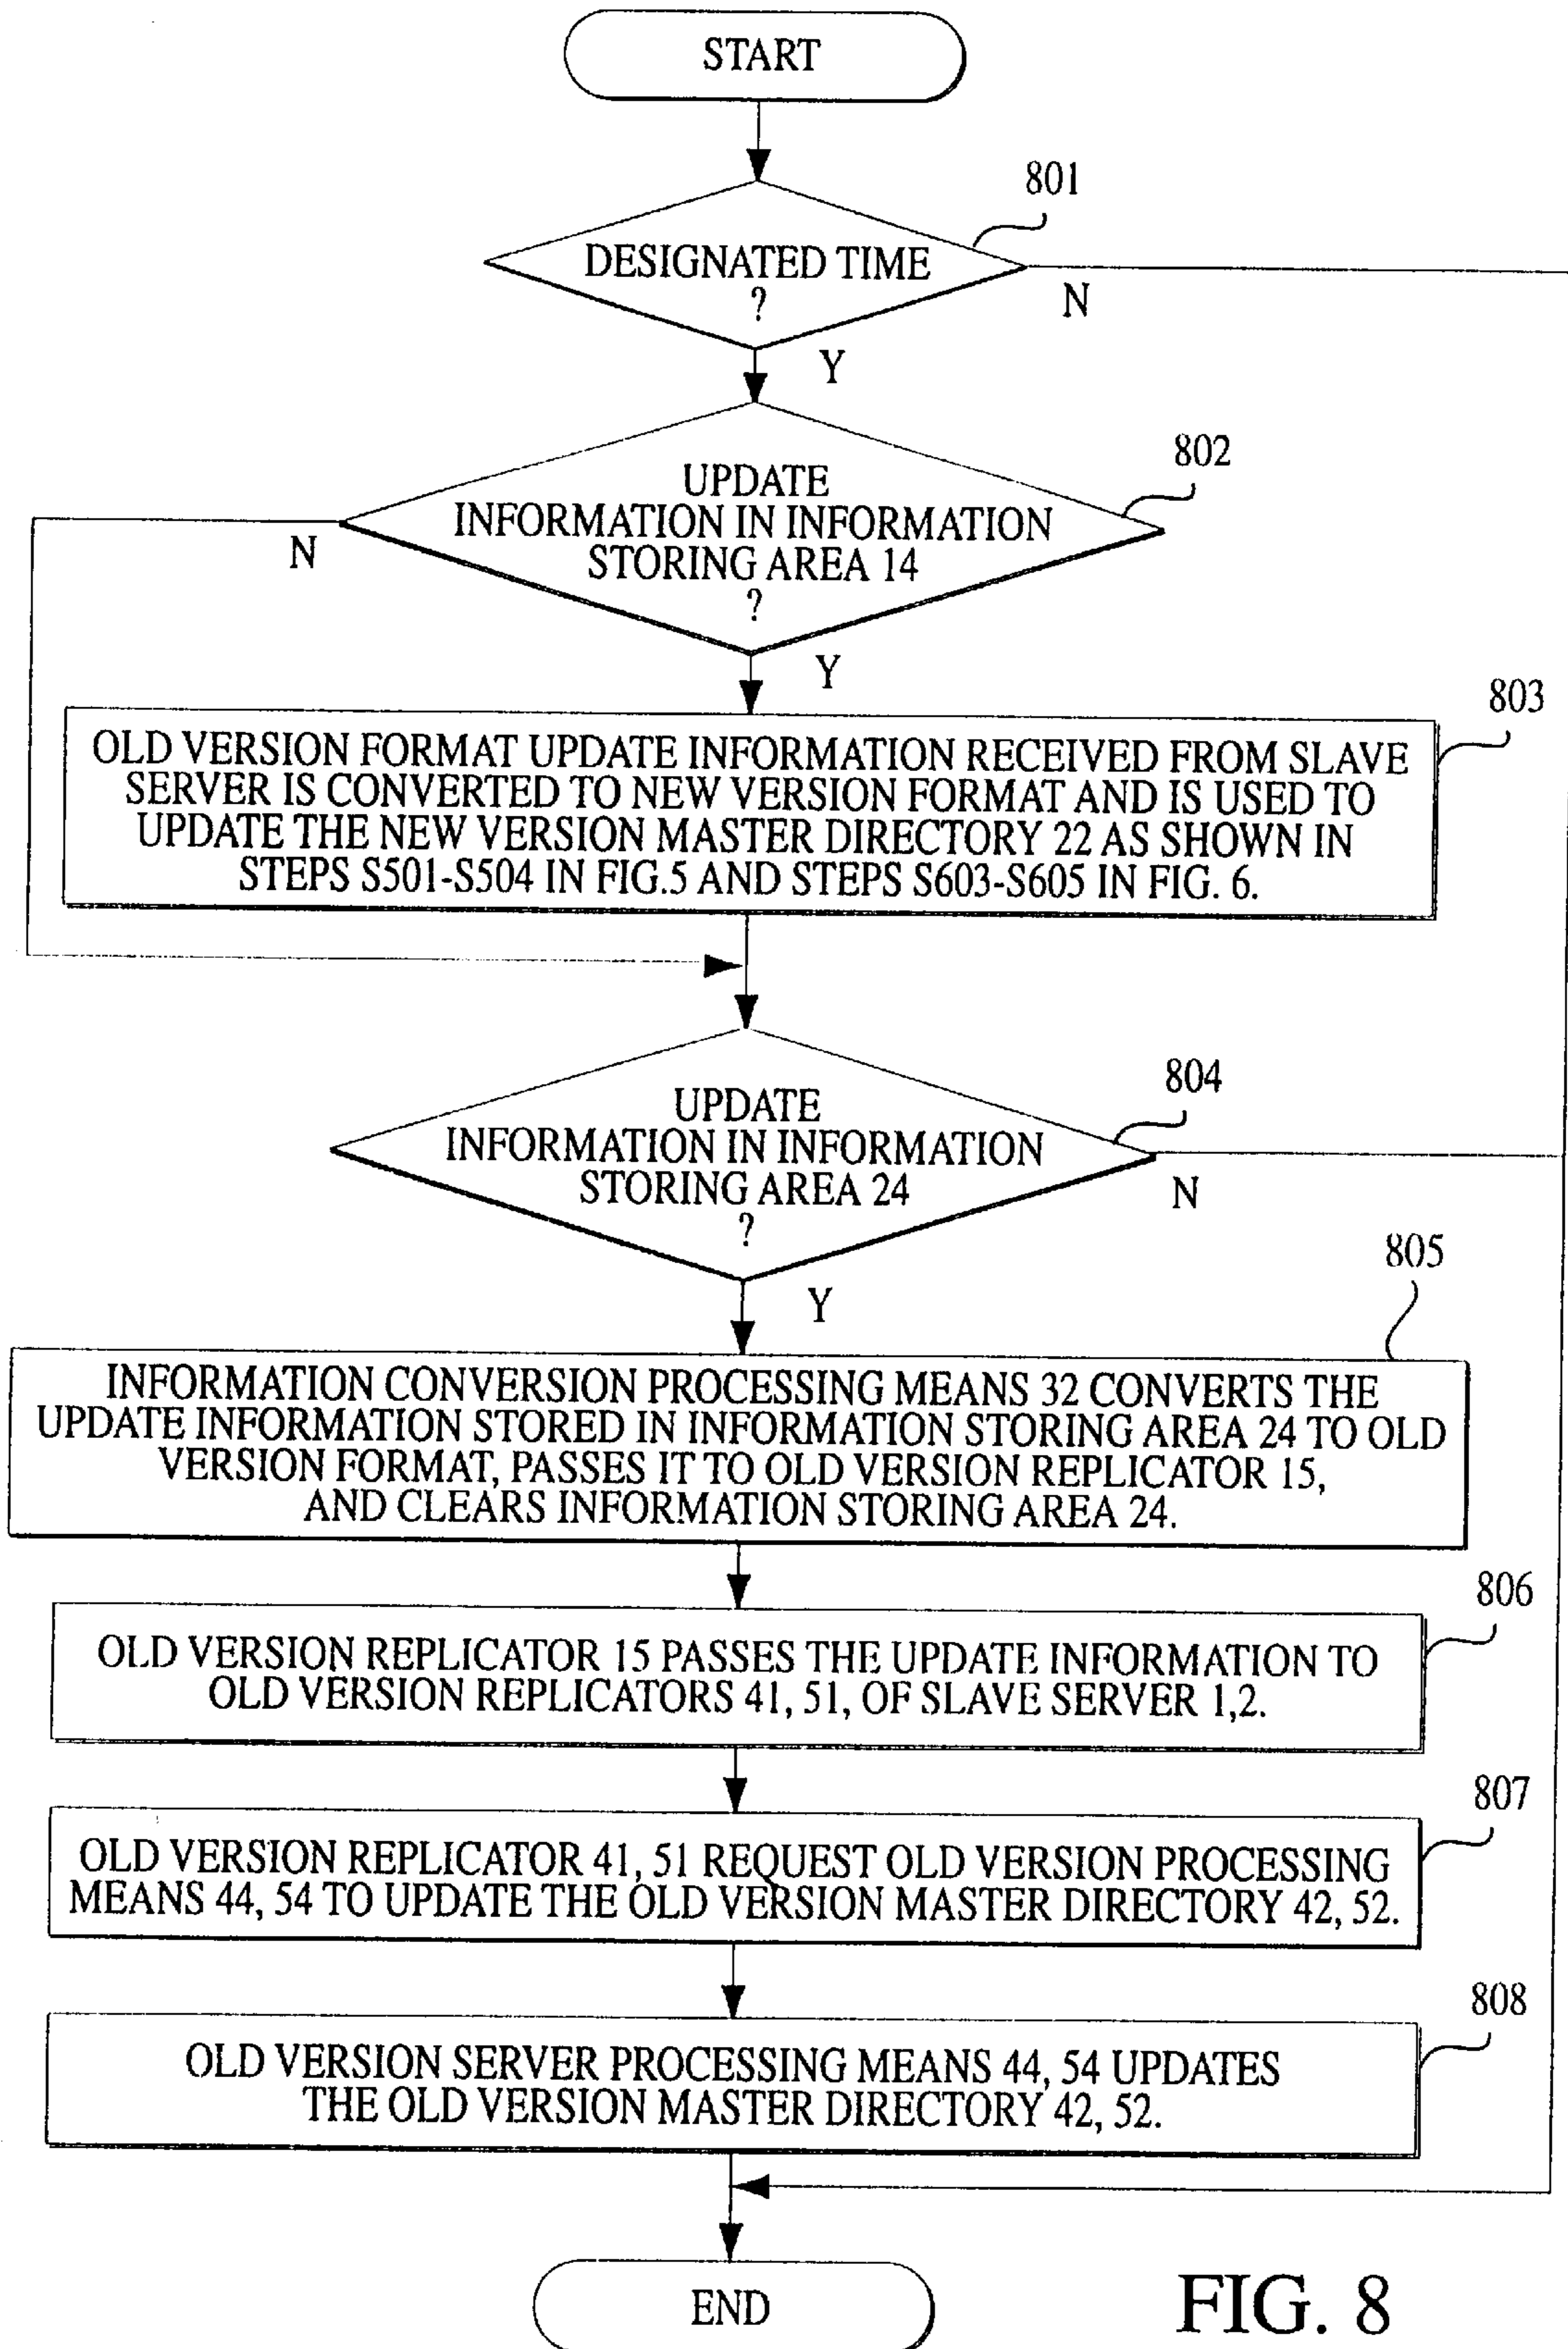 START
801
DESIGNATED TIME
?
N
Y
802
UPDATE
INFORMATION IN INFORMATION
STORING AREA 14
?
N
Y
803
OLD VERSION FORMAT UPDATE INFORMATION RECEIVED FROM SLAVE
SERVER IS CONVERTED TO NEW VERSION FORMAT AND IS USED TO
UPDATE THE NEW VERSION MASTER DIRECTORY 22 AS SHOWN IN
STEPS S501-S504 IN FIG.5 AND STEPS S603-S605 IN FIG. 6.
804
UPDATE
INFORMATION IN INFORMATION
STORING AREA 24
?
N
Y
805
INFORMATION CONVERSION PROCESSING MEANS 32 CONVERTS THE
UPDATE INFORMATION STORED IN INFORMATION STORING AREA 24 TO OLD
VERSION FORMAT, PASSES IT TO OLD VERSION REPLICATOR 15,
AND CLEARS INFORMATION STORING AREA 24.
806
OLD VERSION REPLICATOR 15 PASSES THE UPDATE INFORMATION TO
OLD VERSION REPLICATORS 41, 51, OF SLAVE SERVER 1,2.
807
OLD VERSION REPLICATOR 41, 51 REQUEST OLD VERSION PROCESSING
MEANS 44, 54 TO UPDATE THE OLD VERSION MASTER DIRECTORY 42, 52.
808
OLD VERSION SERVER PROCESSING MEANS 44, 54 UPDATES
THE OLD VERSION MASTER DIRECTORY 42, 52.
END
FIG. 8